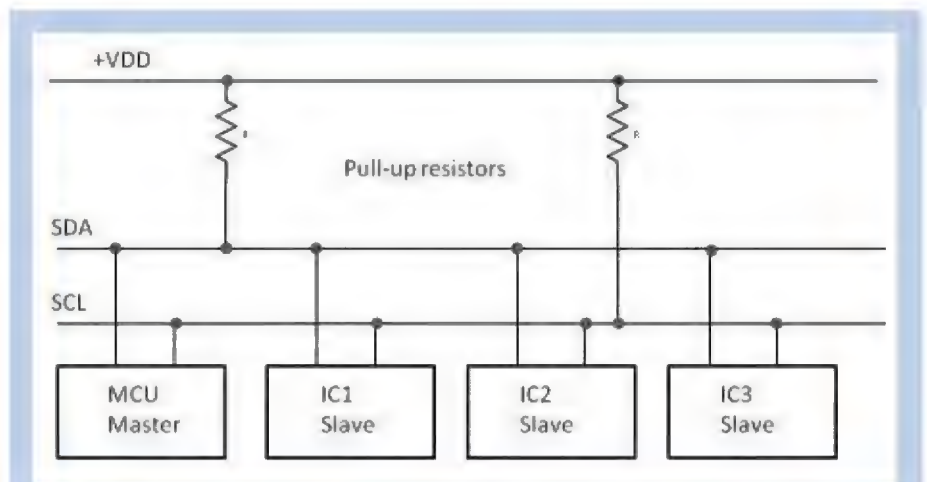 +VDD
R
Pull-up resistors
SDA
SCL
MCU
Master
IC1
Slave
IC2
Slave
IC3
Slave